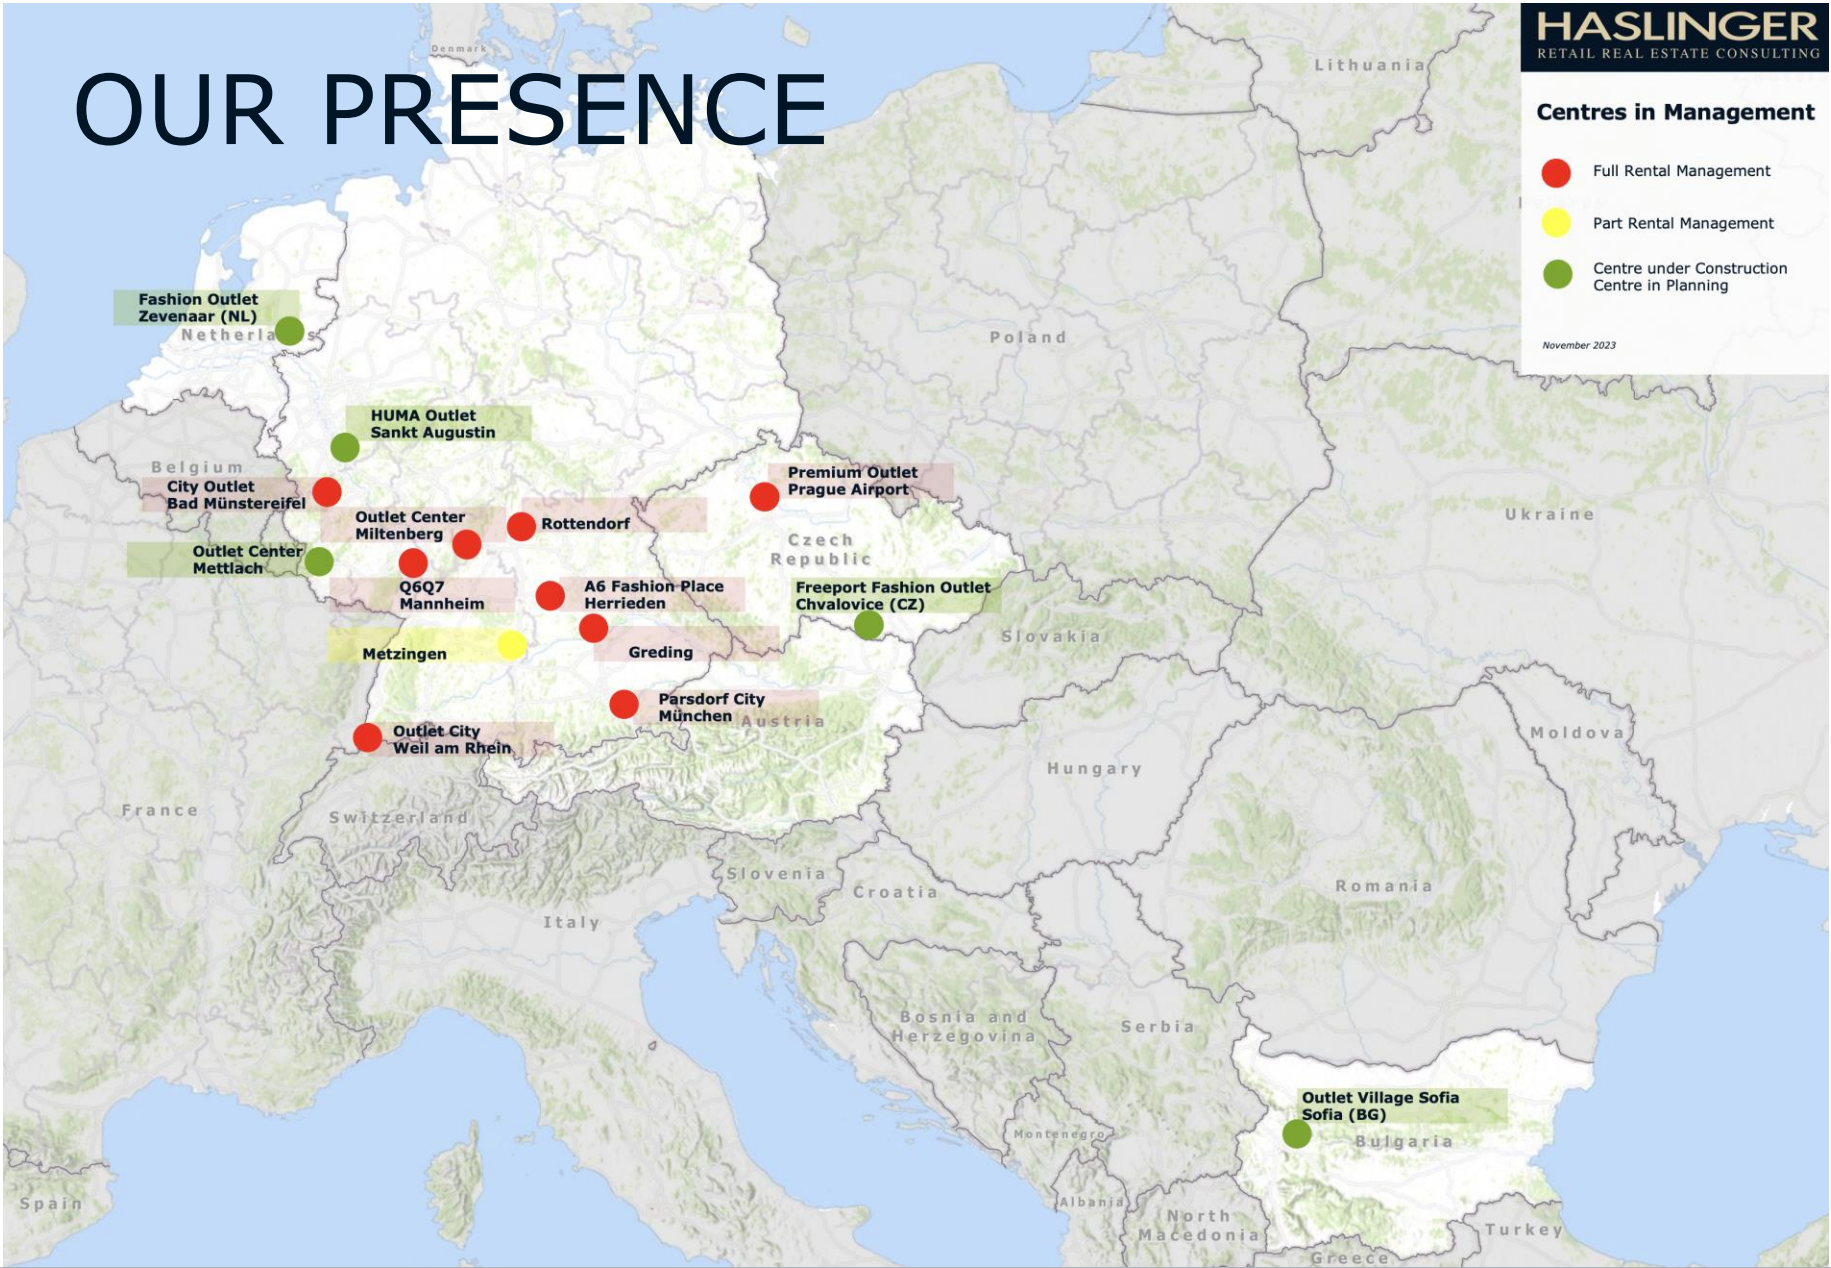 OUR PRESENCE
HASLINGER
RETAIL REAL ESTATE CONSULTING
Centres in Management
Full Rental Management
Part Rental Management
Centre under Construction
Centre in Planning
November 2023
Denmark
Lithuania
Fashion Outlet
Zevenaar (NL)
Poland
HUMA Outlet
Sankt Augustin
Belgium
City Outlet
Bad Münstereifel
Premium Outlet
Prague Airport
Outlet Center
Miltenberg
Rottendorf
Ukraine
Czech
Republic
Outlet Center
Mettlach
Q6Q7
Mannheim
A6 Fashion Place
Herrieden
Freeport Fashion Outlet
Chvalovice (CZ)
Slovakia
Metzingen
Greding
Parsdorf City
München
Austria
Outlet City
Weil am Rhein
Moldova
Hungary
France
Switzerland
Slovenia
Croatia
Romania
Italy
Bosnia and
Herzegovina
Serbia
Outlet Village Sofia
Sofia (BG)
Bulgaria
Montenegro
Spain
Albania
North
Macedonia
Turkey
Greece